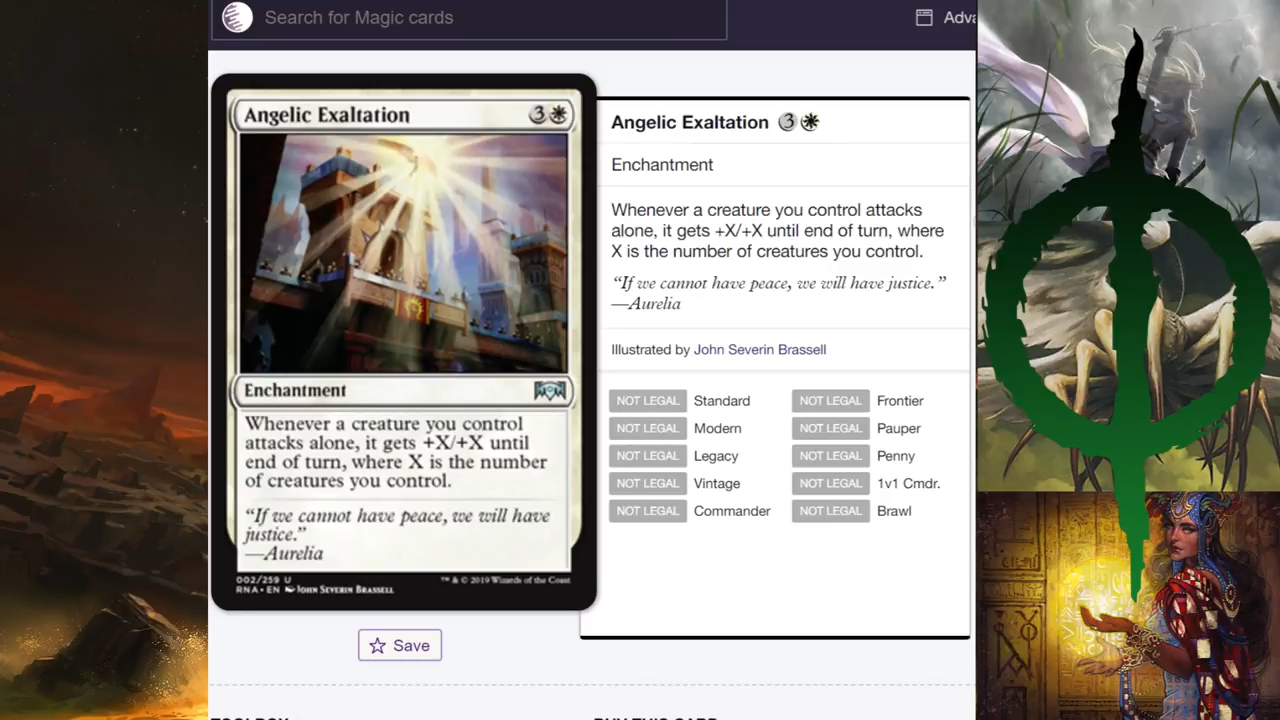 Search for Magic cards
Adva
Angelic Exaltation 3
Enchantment
Whenever a creature you control
attacks alone, it gets +X/+X until
end of turn, where X is the number
of creatures you control.
“If we cannot have peace, we will have
justice.”
—Aurelia
002/259 U
RNA • EN John Severin Brassell
™ & © 2019 Wizards of the Coast
Save
Angelic Exaltation 3
Enchantment
Whenever a creature you control attacks
alone, it gets +X/+X until end of turn, where
X is the number of creatures you control.
“If we cannot have peace, we will have justice.”
—Aurelia
Illustrated by John Severin Brassell
NOT LEGAL Standard NOT LEGAL Frontier
NOT LEGAL Modern NOT LEGAL Pauper
NOT LEGAL Legacy NOT LEGAL Penny
NOT LEGAL Vintage NOT LEGAL 1v1 Cmdr.
NOT LEGAL Commander NOT LEGAL Brawl
TOOLBOX
BUY THIS CARD